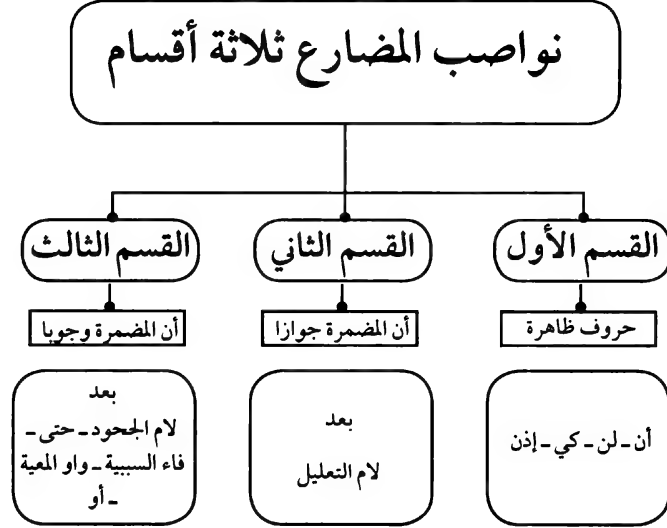 نواصب المضارع ثلاثة أقسام
القسم الأول
القسم الثاني
القسم الثالث
حروف ظاهرة
أن المضمرة جوازا
أن المضمرة وجوبا
أن ـ لن ـ كي ـ إذن
بعد
لام التعليل
بعد
لام الجحود ـ حتى ـ
فاء السببية ـ واو المعية
ـ أو